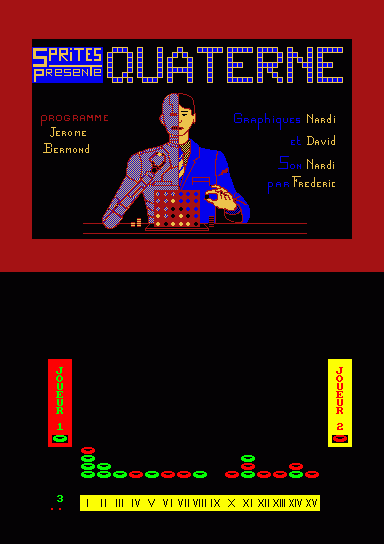 SPRITES
Presente
QUATERNE
PROGRAMME
JEROME
BERMOND
Graphiques Nardi
et David
Son Nardi
par FREDERIC
JOUEUR 1
JOUEUR 2
3
I II III IV V VI VII VIII IX X XI XII XIII XIV XV